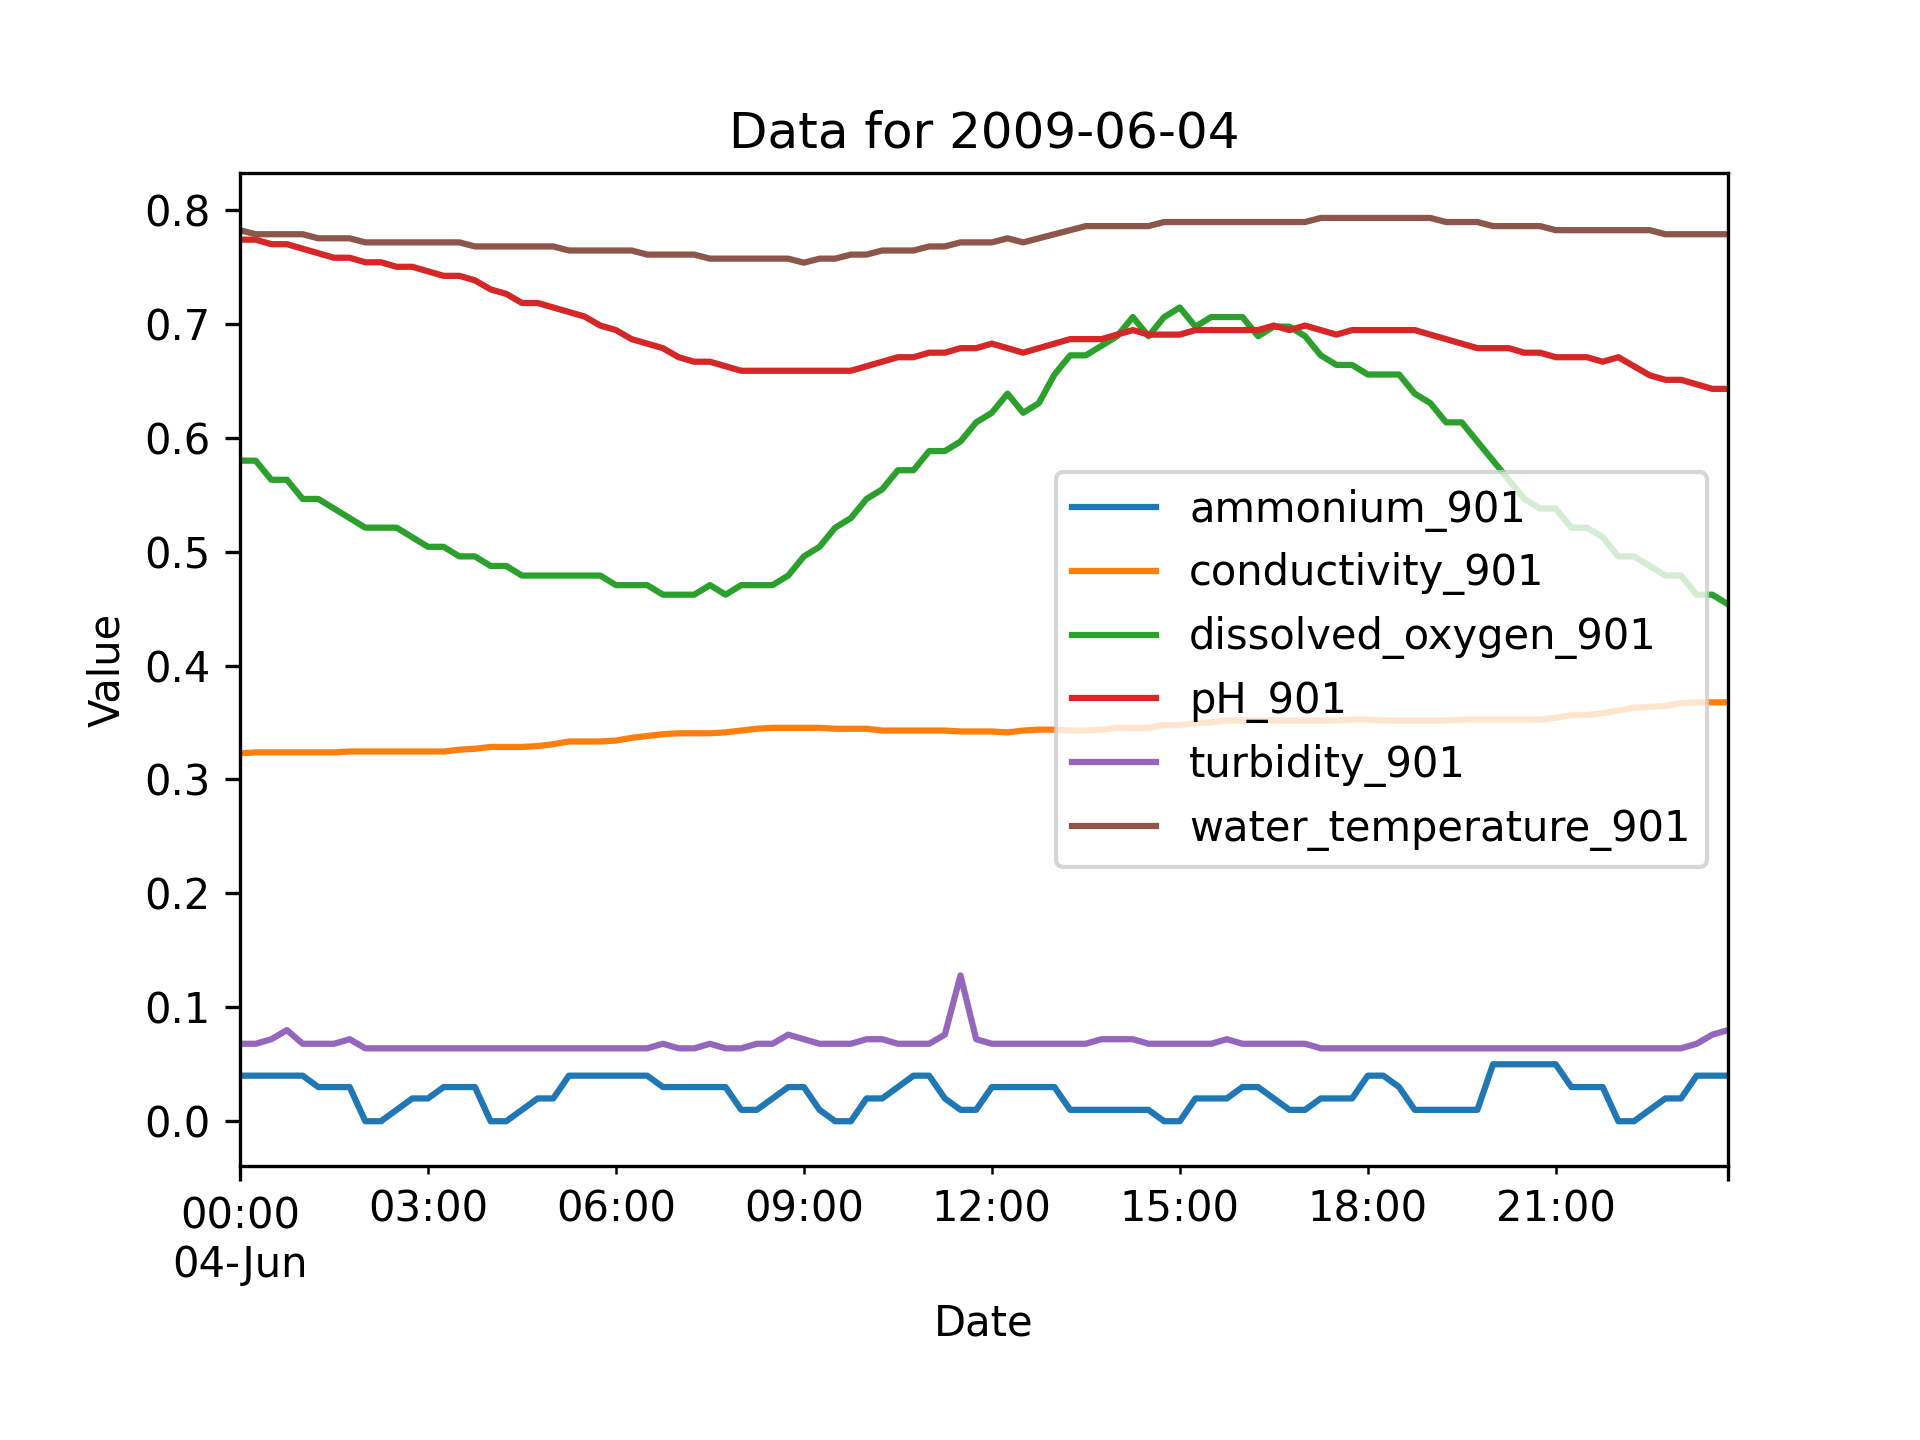 Data for 2009-06-04
0.8
0.7
0.6
0.5
0.4
0.3
0.2
0.1
0.0
Value
ammonium_901
conductivity_901
dissolved_oxygen_901
pH_901
turbidity_901
water_temperature_901
00:00 03:00 06:00 09:00 12:00 15:00 18:00 21:00
04-Jun
Date